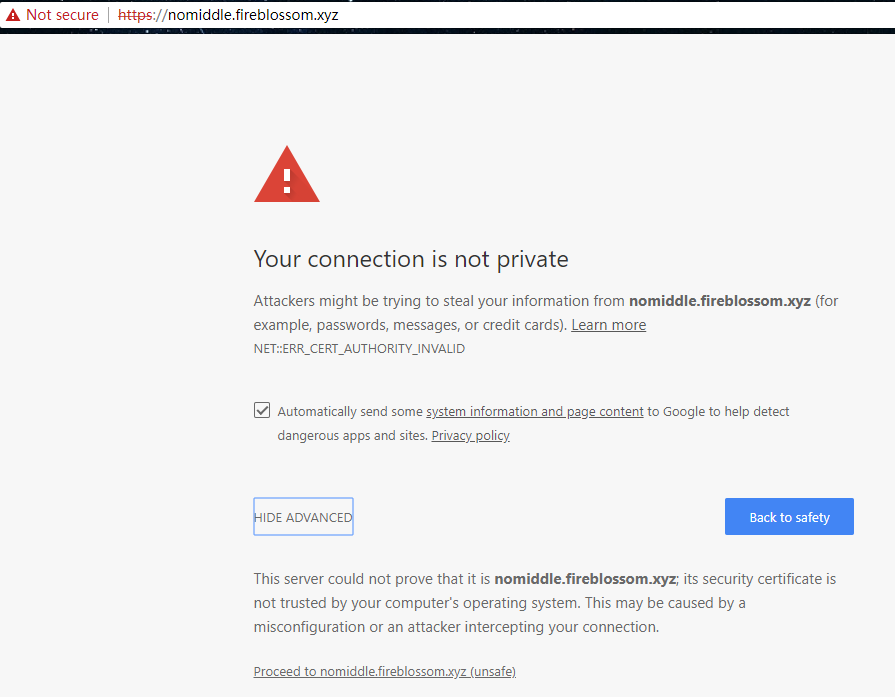 Not secure | https://nomiddle.fireblossom.xyz
!
Your connection is not private
Attackers might be trying to steal your information from nomiddle.fireblossom.xyz (for
example, passwords, messages, or credit cards). Learn more
NET::ERR_CERT_AUTHORITY_INVALID
Automatically send some system information and page content to Google to help detect
dangerous apps and sites. Privacy policy
HIDE ADVANCED
Back to safety
This server could not prove that it is nomiddle.fireblossom.xyz; its security certificate is
not trusted by your computer's operating system. This may be caused by a
misconfiguration or an attacker intercepting your connection.
Proceed to nomiddle.fireblossom.xyz (unsafe)